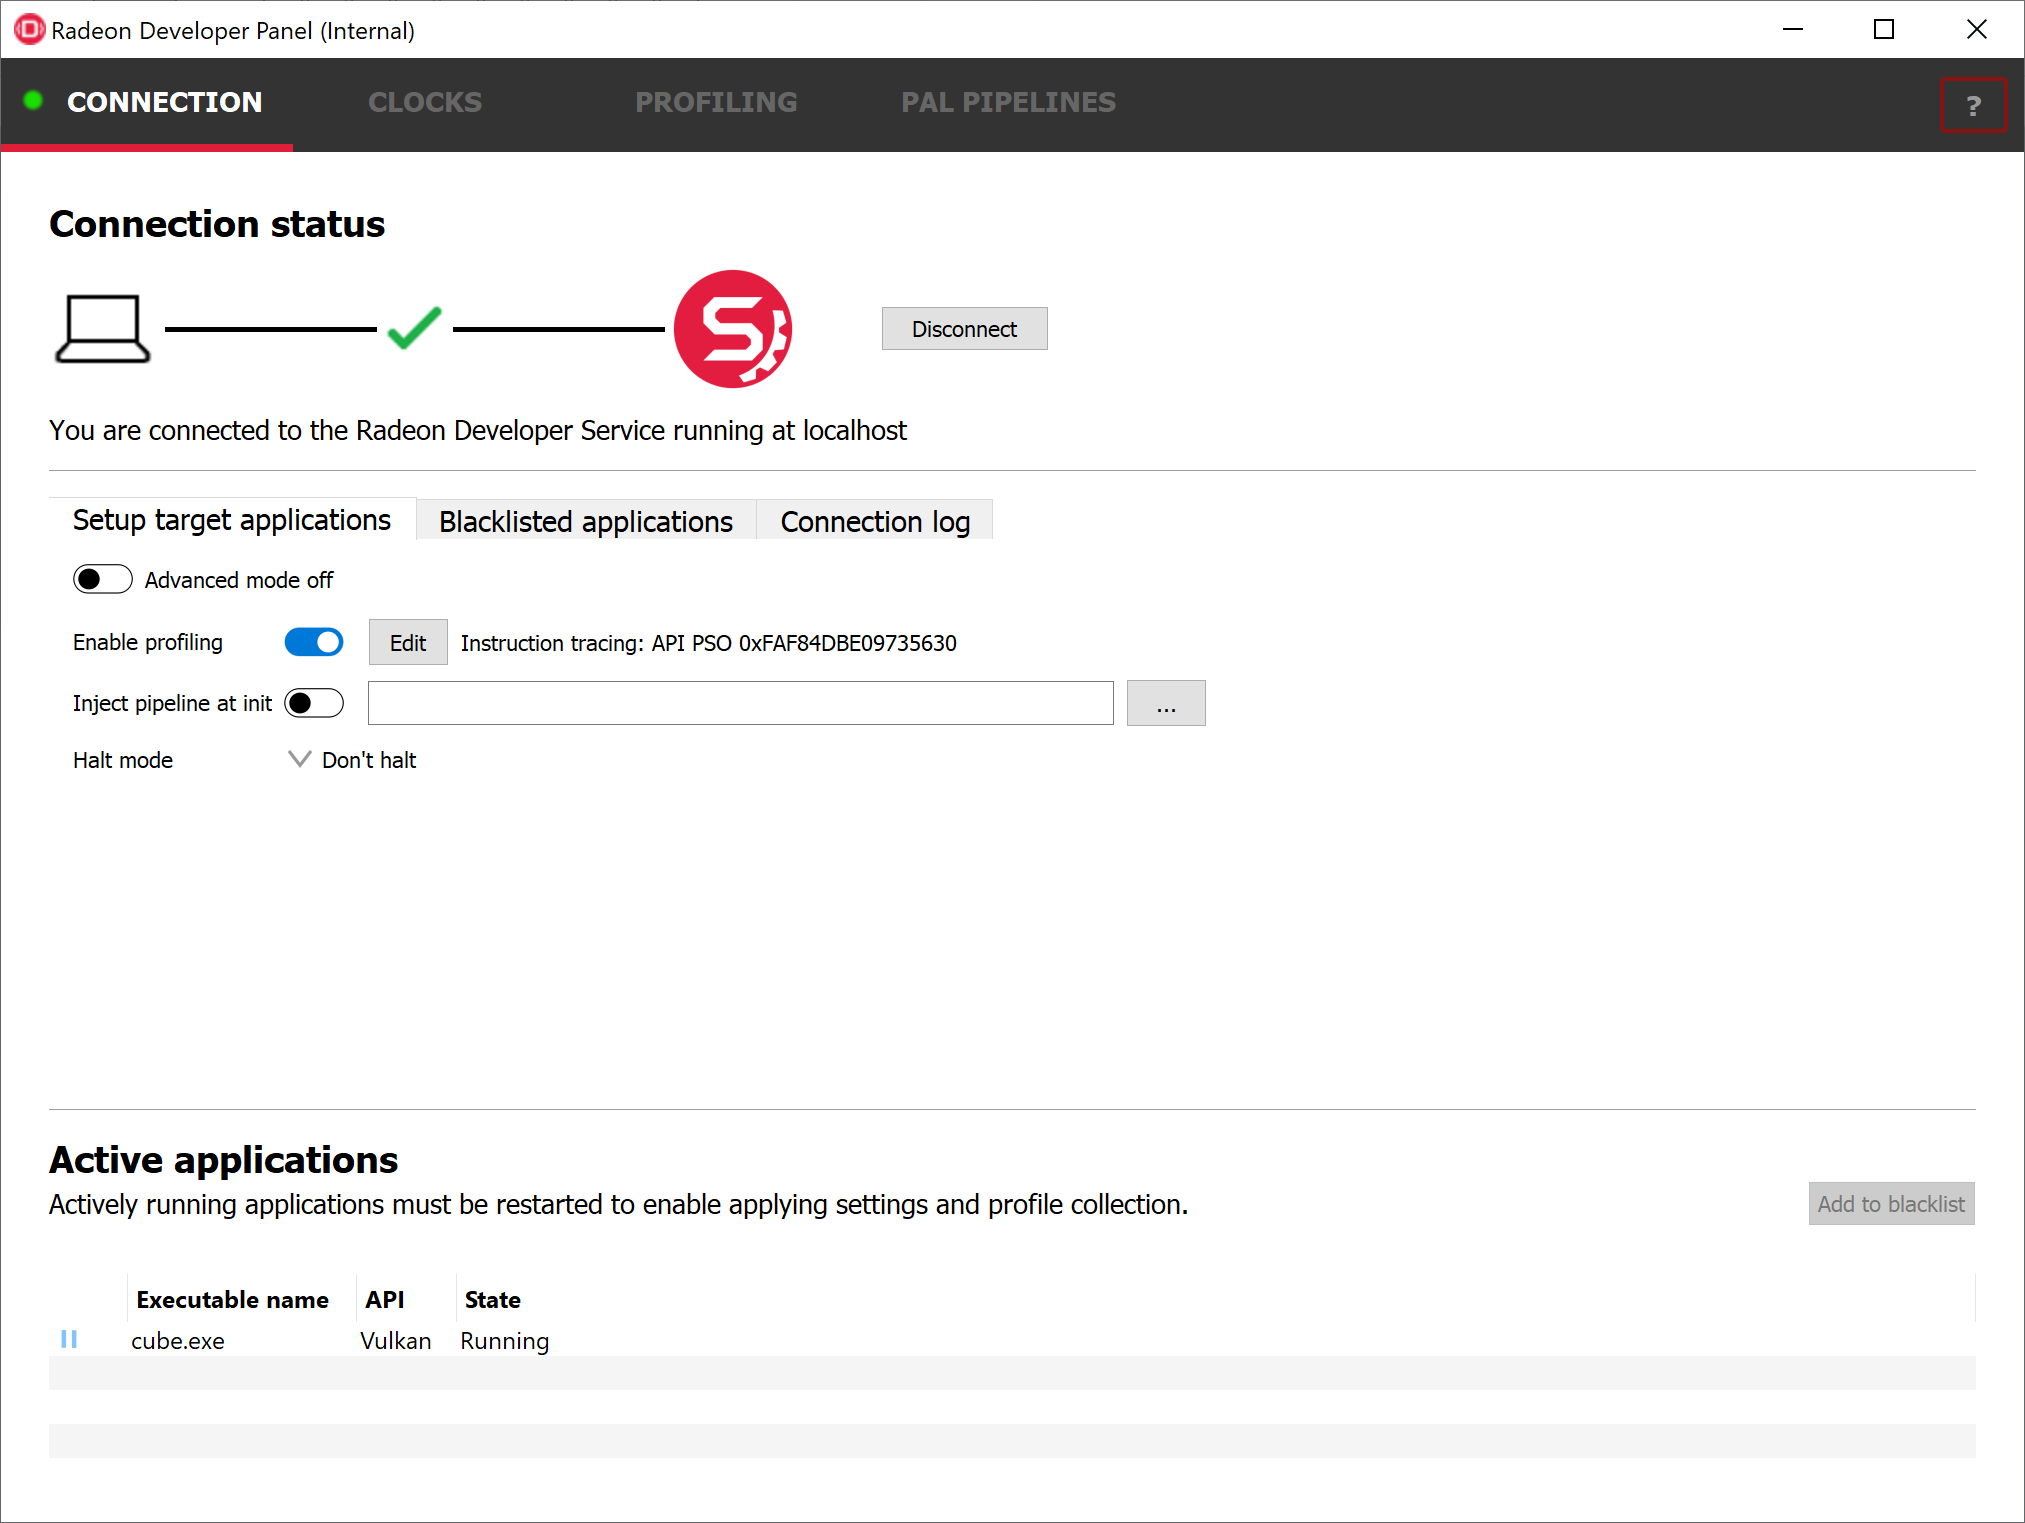 Radeon Developer Panel (Internal)
CONNECTION CLOCKS PROFILING PAL PIPELINES ?
Connection status
Disconnect
You are connected to the Radeon Developer Service running at localhost
Setup target applications Blacklisted applications Connection log
Advanced mode off
Enable profiling Edit Instruction tracing: API PSO 0xFAF84DBE09735630
Inject pipeline at init ...
Halt mode Don't halt
Active applications
Actively running applications must be restarted to enable applying settings and profile collection.
Add to blacklist
Executable name API State
cube.exe Vulkan Running